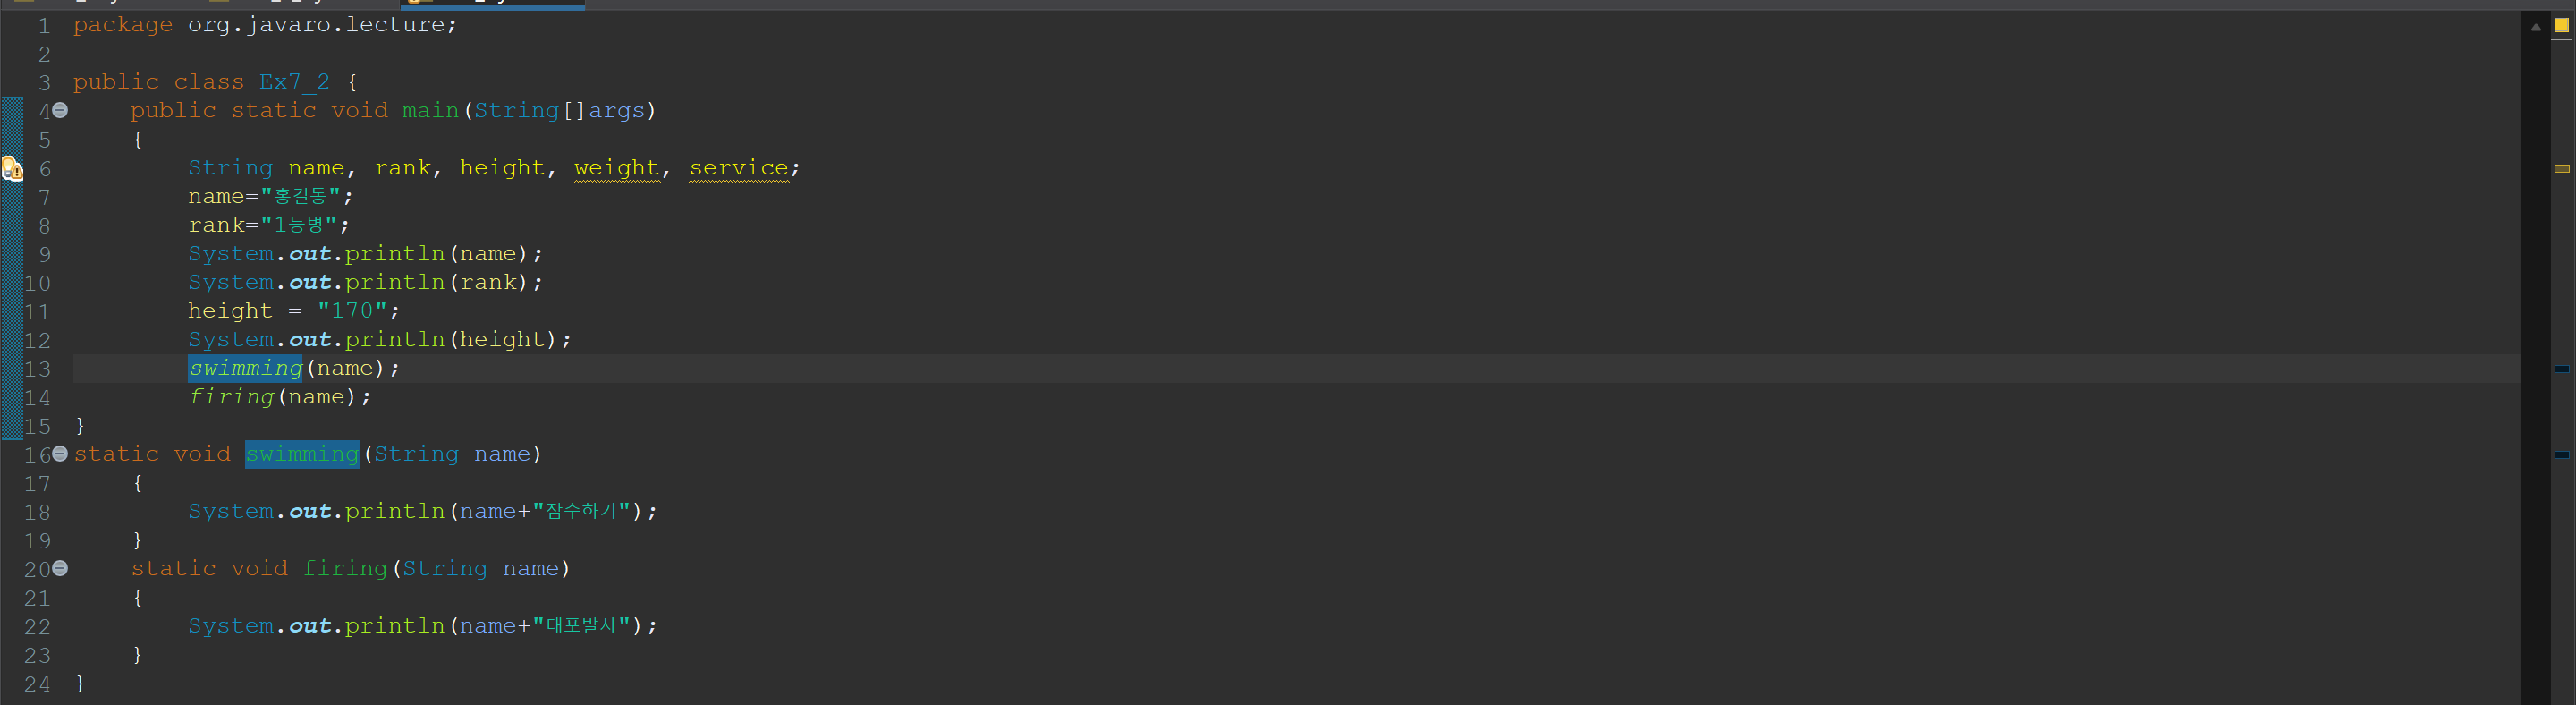 1 package org.javaro.lecture;
2
3 public class Ex7_2 {
4 public static void main(String[]args)
5 {
6 String name, rank, height, weight, service;
7 name="홍길동";
8 rank="1등병";
9 System.out.println(name);
10 System.out.println(rank);
11 height = "170";
12 System.out.println(height);
13 swimming(name);
14 firing(name);
15 }
16 static void swimming(String name)
17 {
18 System.out.println(name+"잠수하기");
19 }
20 static void firing(String name)
21 {
22 System.out.println(name+"대포발사");
23 }
24 }